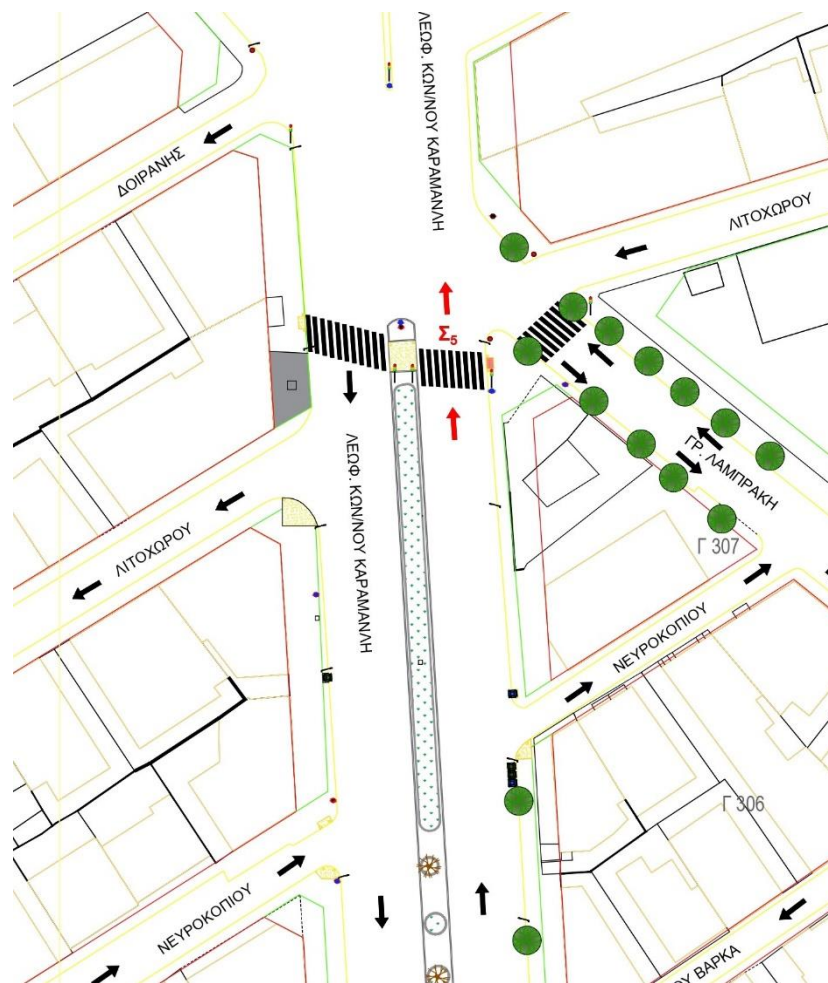 ΛΕΩΦ. ΚΩΝ/ΝΟΥ ΚΑΡΑΜΑΝΛΗ
ΔΟΙΡΑΝΗΣ
ΛΙΤΟΧΩΡΟΥ
Σ5
ΛΕΩΦ. ΚΩΝ/ΝΟΥ ΚΑΡΑΜΑΝΛΗ
ΓΡ. ΛΑΜΠΡΑΚΗ
ΛΙΤΟΧΩΡΟΥ
Γ 307
ΝΕΥΡΟΚΟΠΙΟΥ
Γ 306
ΝΕΥΡΟΚΟΠΙΟΥ
ΟΥ ΒΑΡΚΑ